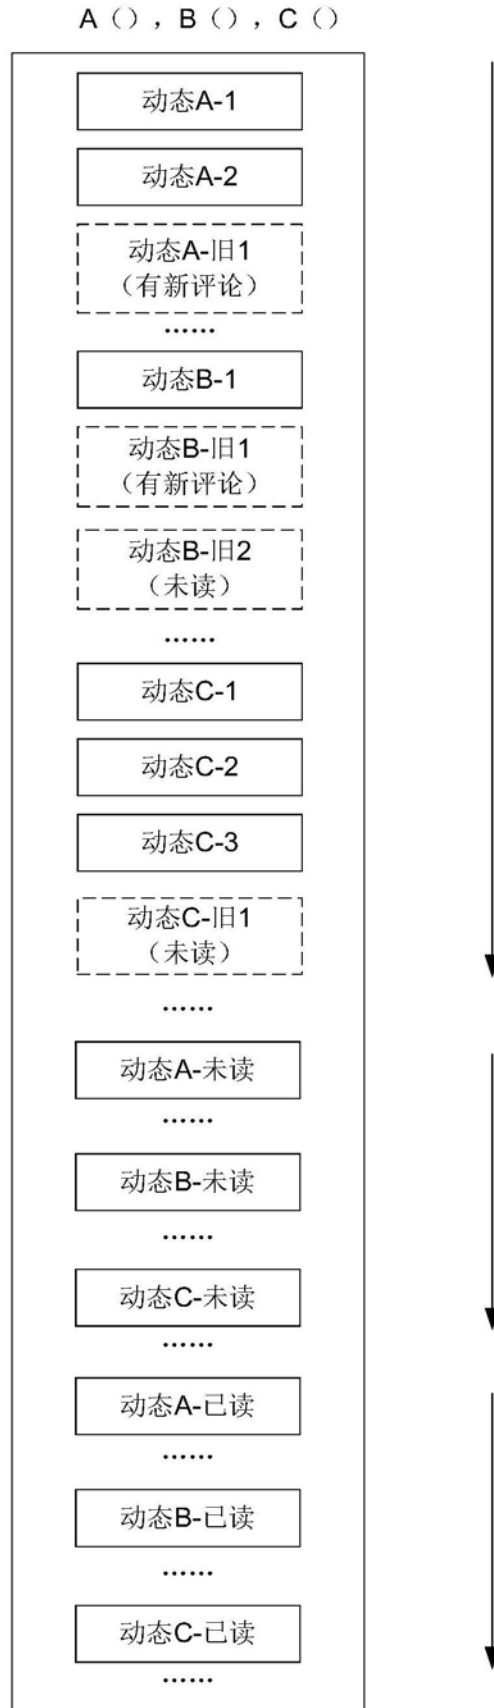 A（），B（），C（）
动态A-1
动态A-2
动态A-旧1
（有新评论）
……
动态B-1
动态B-旧1
（有新评论）
动态B-旧2
（未读）
……
动态C-1
动态C-2
动态C-3
动态C-旧1
（未读）
……
动态A-未读
……
动态B-未读
……
动态C-未读
……
动态A-已读
……
动态B-已读
……
动态C-已读
……